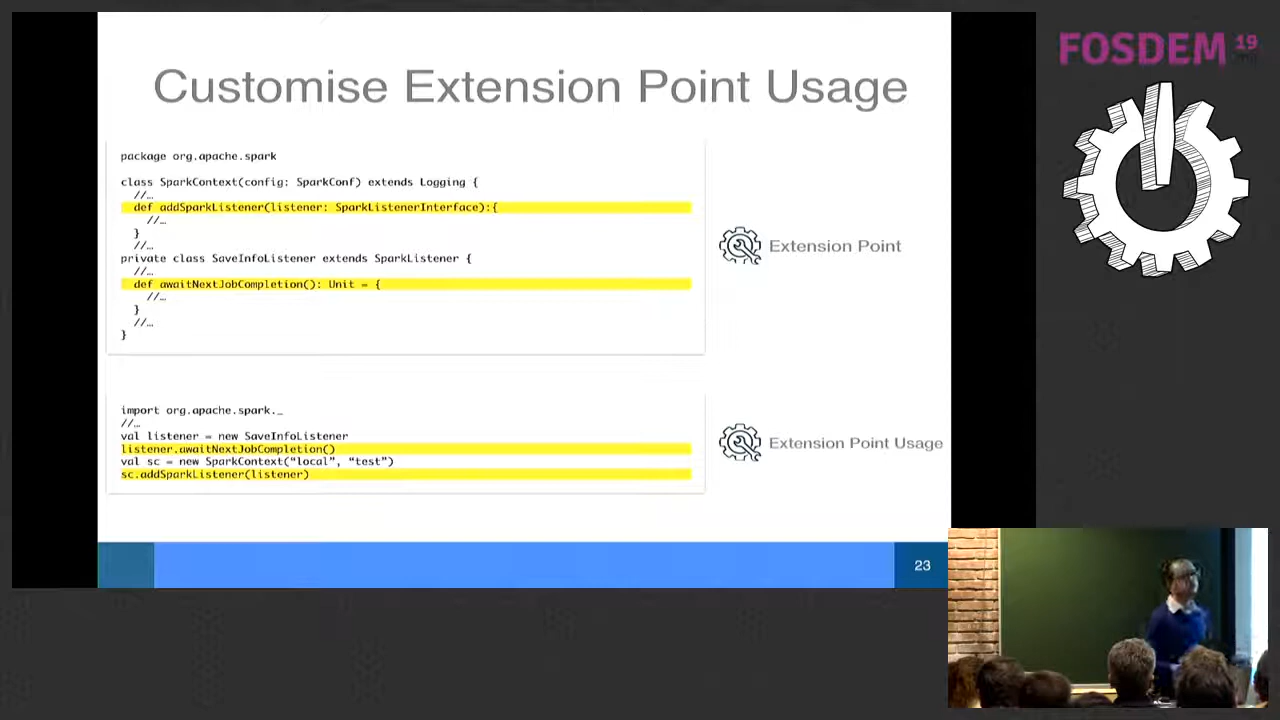 Customise Extension Point Usage
package org.apache.spark
class SparkContext(config: SparkConf) extends Logging {
//…
def addSparkListener(listener: SparkListenerInterface):{
//…
}
//…
private class SaveInfoListener extends SparkListener {
//…
def awaitNextJobCompletion(): Unit = {
//…
}
//…
}
Extension Point
import org.apache.spark._
//…
val listener = new SaveInfoListener
listener.awaitNextJobCompletion()
val sc = new SparkContext("local", "test")
sc.addSparkListener(listener)
Extension Point Usage
23
FOSDEM 19